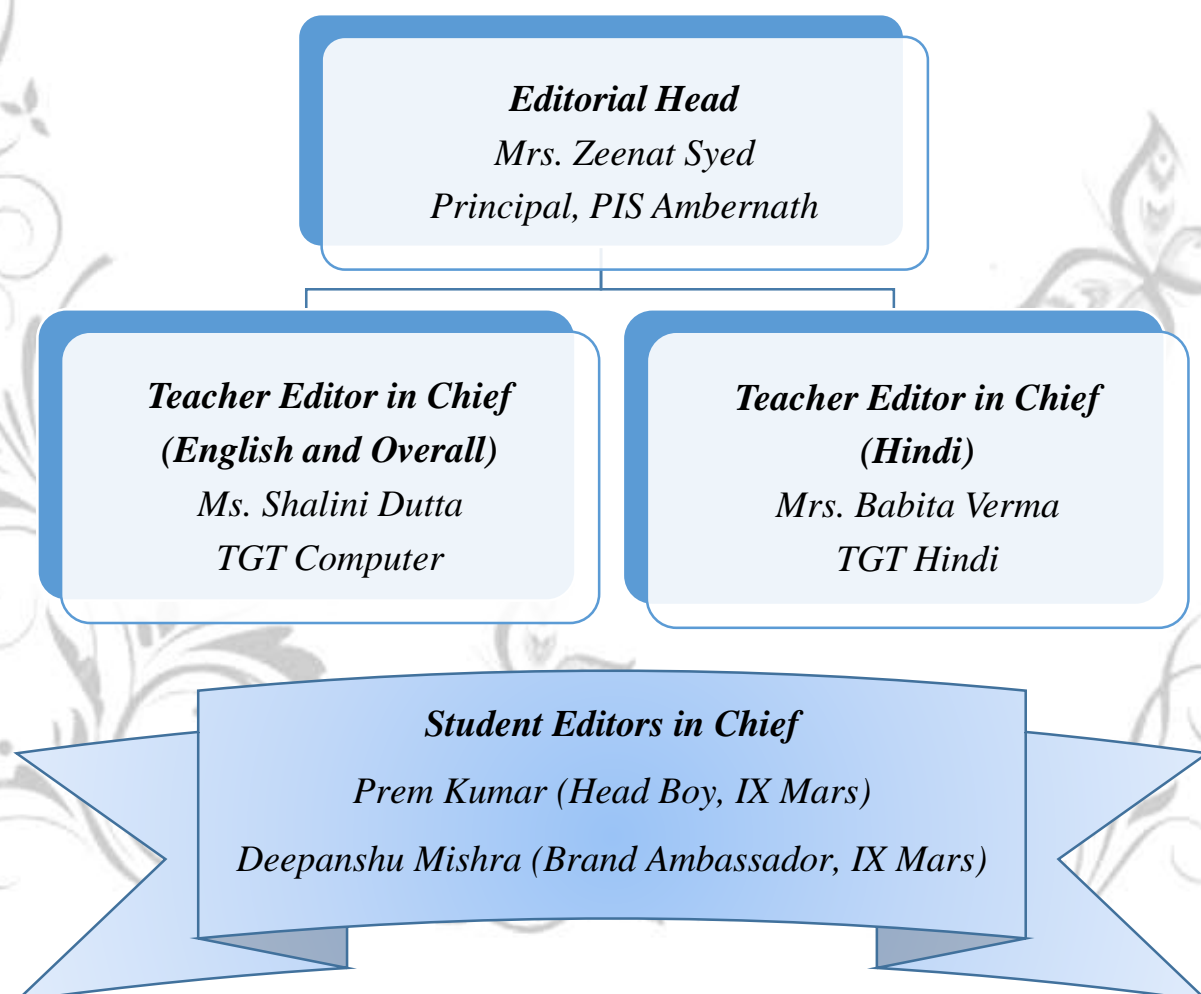 Editorial Head
Mrs. Zeenat Syed
Principal, PIS Ambernath
Teacher Editor in Chief
(English and Overall)
Ms. Shalini Dutta
TGT Computer
Teacher Editor in Chief
(Hindi)
Mrs. Babita Verma
TGT Hindi
Student Editors in Chief
Prem Kumar (Head Boy, IX Mars)
Deepanshu Mishra (Brand Ambassador, IX Mars)